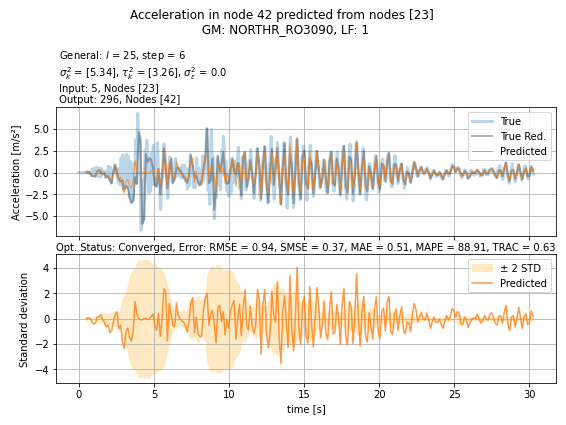 Acceleration in node 42 predicted from nodes [23]
GM: NORTHR_RO3090, LF: 1
General: l = 25, step = 6
σ²ₖ = [5.34], τ²ₖ = [3.26], σ²ε = 0.0
Input: 5, Nodes [23]
Output: 296, Nodes [42]
Acceleration [m/s²]
5.0
2.5
0.0
−2.5
−5.0
True
True Red.
Predicted
Opt. Status: Converged, Error: RMSE = 0.94, SMSE = 0.37, MAE = 0.51, MAPE = 88.91, TRAC = 0.63
Standard deviation
4
2
0
−2
−4
± 2 STD
Predicted
0 5 10 15 20 25 30
time [s]